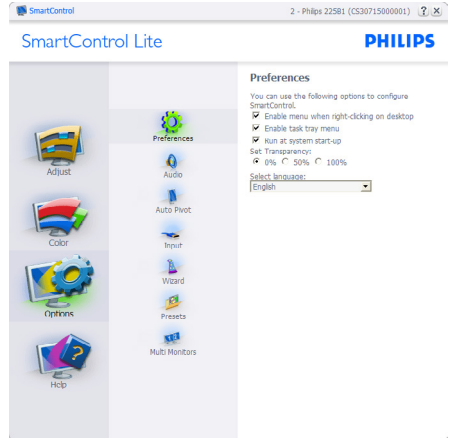 SmartControl
2 - Philips 225B1 (CS30715000001)
?
SmartControl Lite
PHILIPS
Adjust
Color
Options
Help
Preferences
Audio
Auto Pivot
Input
Wizard
Presets
Multi Monitors
Preferences
You can use the following options to configure
SmartControl.
Enable menu when right-clicking on desktop
Enable task tray menu
Run at system start-up
Set Transparency:
0% 50% 100%
Select language:
English